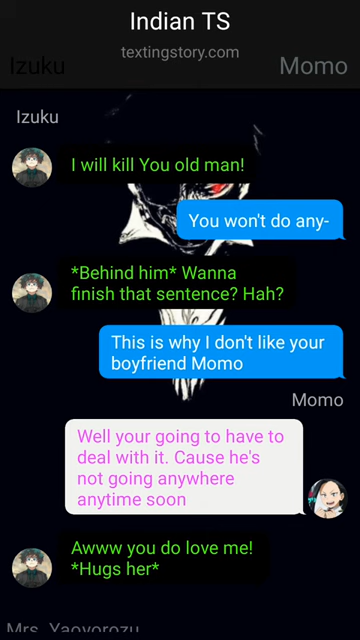 Indian TS
textingstory.com
Izuku
Momo
Izuku
I will kill You old man!
You won't do any-
*Behind him* Wanna
finish that sentence? Hah?
This is why I don't like your
boyfriend Momo
Momo
Well your going to have to
deal with it. Cause he's
not going anywhere
anytime soon
Awww you do love me!
*Hugs her*
Mrs. Yaoyorozu